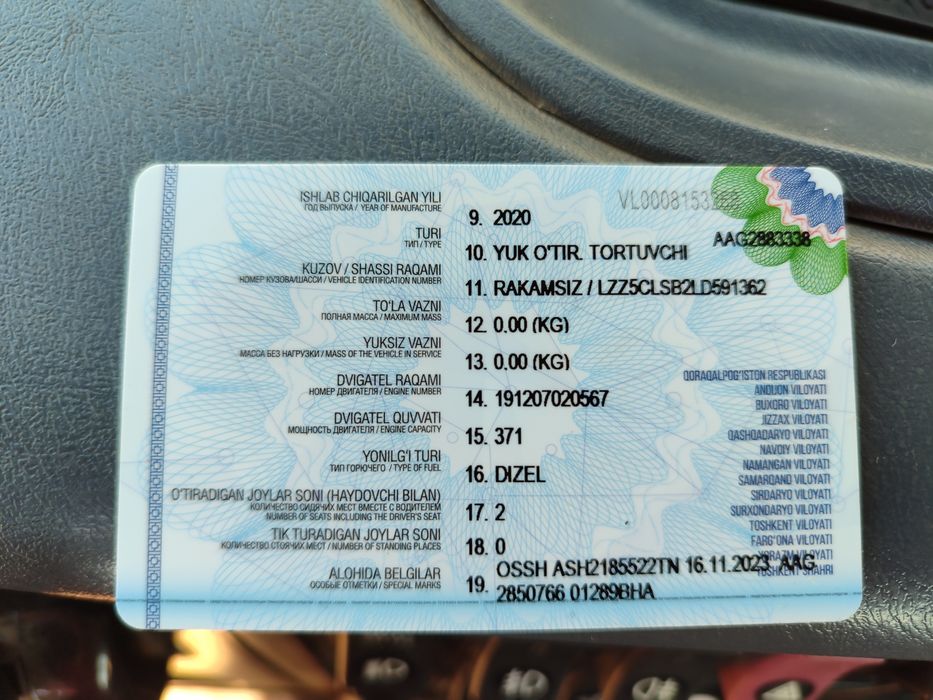 ISHLAB CHIQARILGAN YILI
ГОД ВЫПУСКА / YEAR OF MANUFACTURE
9. 2020
TURI
ТИП / TYPE
AAG2883338
10. YUK O'TIR. TORTUVCHI
KUZOV / SHASSI RAQAMI
НОМЕР КУЗОВА/ШАССИ / VEHICLE IDENTIFICATION NUMBER
11. RAKAMSIZ / LZZ5CLSB2LD591362
TO'LA VAZNI
ПОЛНАЯ МАССА / MAXIMUM MASS
12. 0.00 (KG)
YUKSIZ VAZNI
МАССА БЕЗ НАГРУЗКИ / MASS OF THE VEHICLE IN SERVICE
13. 0.00 (KG)
DVIGATEL RAQAMI
НОМЕР ДВИГАТЕЛЯ / ENGINE NUMBER
14. 191207020567
DVIGATEL QUVVATI
МОЩНОСТЬ ДВИГАТЕЛЯ / ENGINE CAPACITY
15. 371
YONILG'I TURI
ТИП ГОРЮЧЕГО / TYPE OF FUEL
16. DIZEL
O'TIRADIGAN JOYLAR SONI (HAYDOVCHI BILAN)
КОЛИЧЕСТВО СИДЯЧИХ МЕСТ ВМЕСТЕ С ВОДИТЕЛЕМ
NUMBER OF SEATS INCLUDING THE DRIVER'S SEAT
17. 2
TIK TURADIGAN JOYLAR SONI
КОЛИЧЕСТВО СТОЯЧИХ МЕСТ / NUMBER OF STANDING PLACES
18. 0
ALOHIDA BELGILAR
ОСОБЫЕ ОТМЕТКИ / SPECIAL MARKS
19. OSSH ASH2185522TN 16.11.2023 AAG
2850766 01289BHA
QORAQALPOG'ISTON RESPUBLIKASI
ANDIJON VILOYATI
BUXORO VILOYATI
JIZZAX VILOYATI
QASHQADARYO VILOYATI
NAVOIY VILOYATI
NAMANGAN VILOYATI
SAMARQAND VILOYATI
SIRDARYO VILOYATI
SURXONDARYO VILOYATI
TOSHKENT VILOYATI
FARG'ONA VILOYATI
XORAZM VILOYATI
TOSHKENT SHAHRI